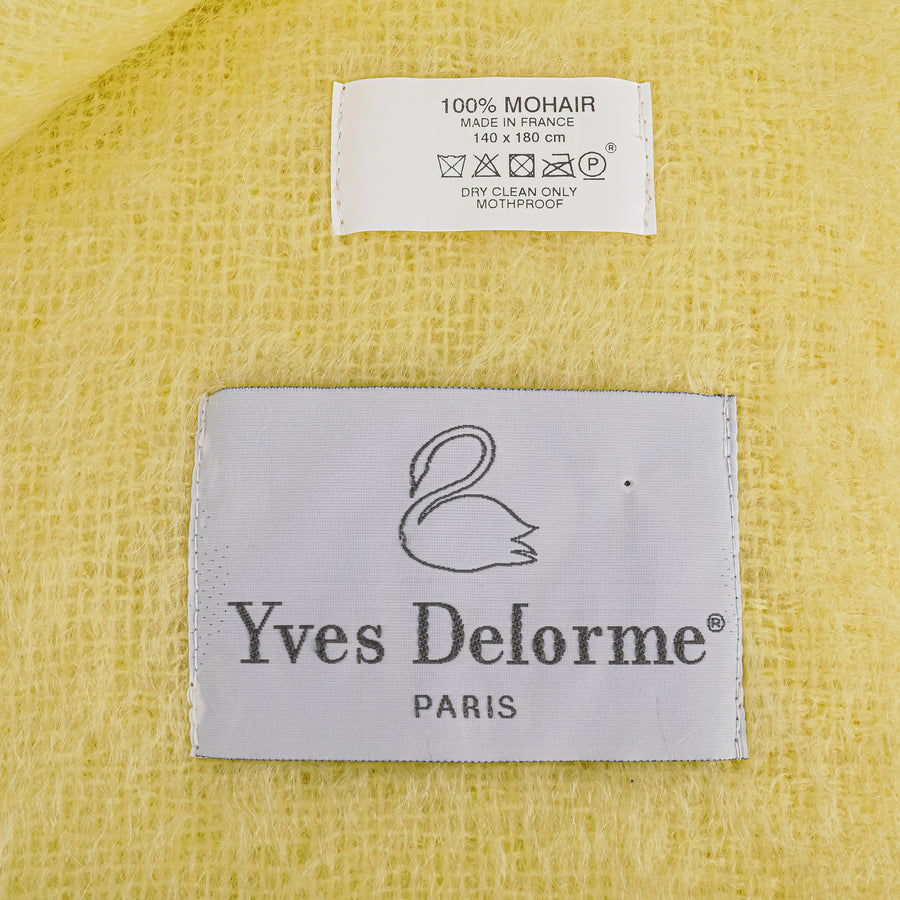 100% MOHAIR
MADE IN FRANCE
140 x 180 cm
P ®
DRY CLEAN ONLY
MOTHPROOF
Yves Delorme®
PARIS